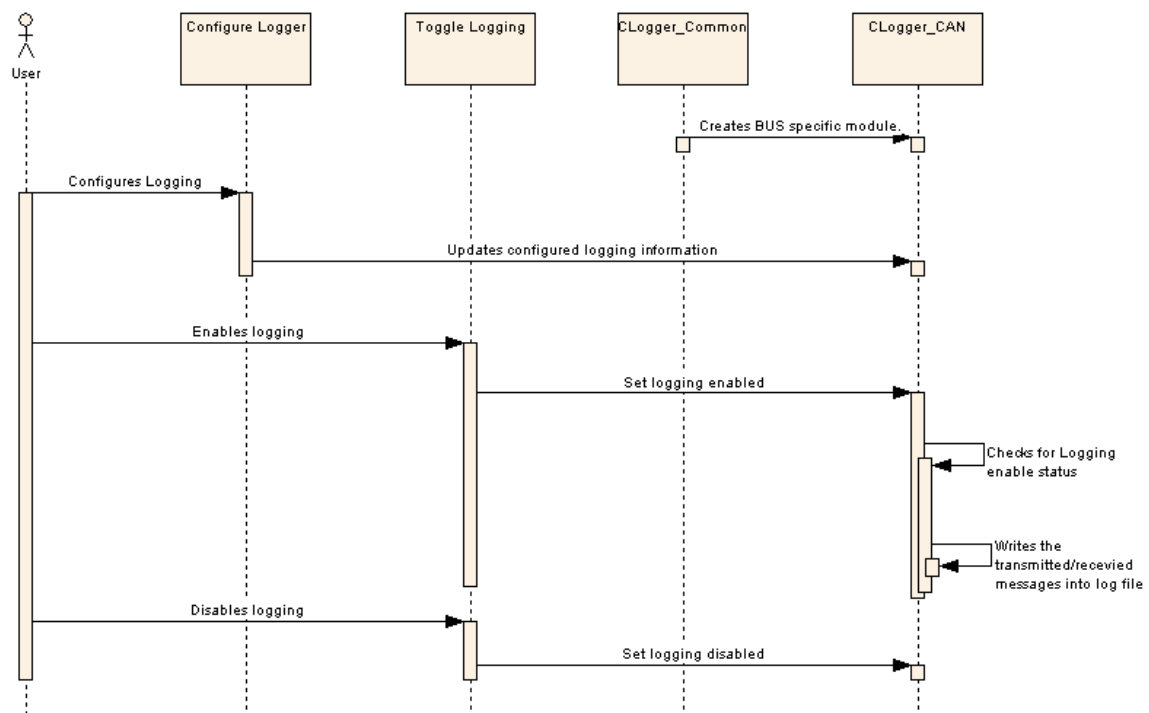 User
Configure Logger
Toggle Logging
CLogger_Common
CLogger_CAN
Creates BUS specific module.
Configures Logging
Updates configured logging information
Enables logging
Set logging enabled
Checks for Logging
enable status
Writes the
transmitted/recevied
messages into log file
Disables logging
Set logging disabled